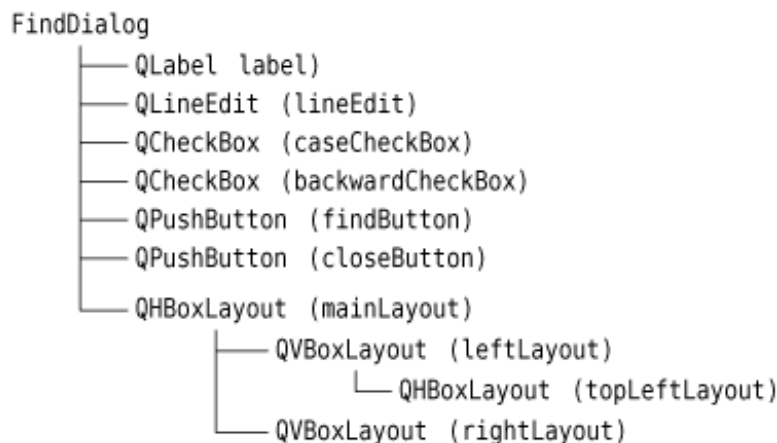 FindDialog
QLabel label)
QLineEdit (lineEdit)
QCheckBox (caseCheckBox)
QCheckBox (backwardCheckBox)
QPushButton (findButton)
QPushButton (closeButton)
QHBoxLayout (mainLayout)
QVBoxLayout (leftLayout)
QHBoxLayout (topLeftLayout)
QVBoxLayout (rightLayout)